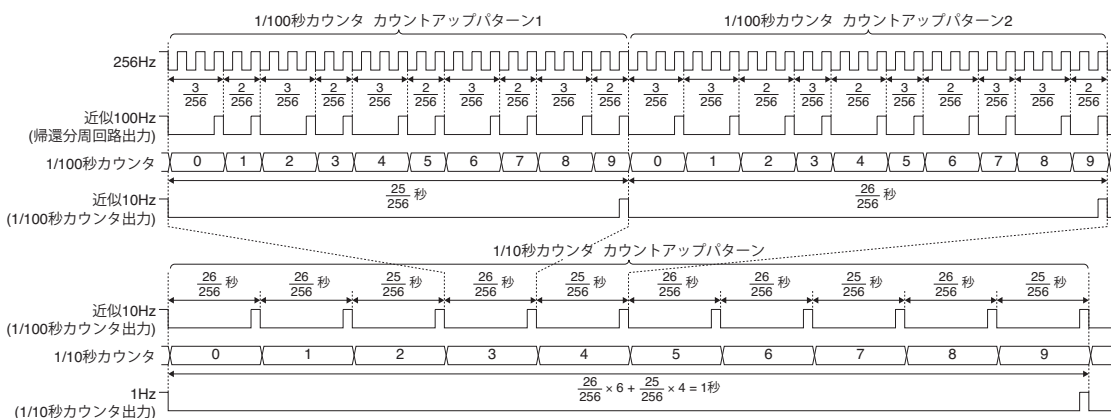 1/100秒カウンタ カウントアップパターン1 1/100秒カウンタ カウントアップパターン2
256Hz
3/256 2/256 3/256 2/256 3/256 2/256 3/256 2/256 3/256 2/256 3/256 3/256 2/256 3/256 2/256 3/256 2/256 3/256 3/256 2/256
近似100Hz
(帰還分周回路出力)
1/100秒カウンタ 0 1 2 3 4 5 6 7 8 9 0 1 2 3 4 5 6 7 8 9
25/256 秒 26/256 秒
近似10Hz
(1/100秒カウンタ出力)
1/10秒カウンタ カウントアップパターン
26/256 秒 26/256 秒 25/256 秒 26/256 秒 25/256 秒 26/256 秒 26/256 秒 25/256 秒 26/256 秒 25/256 秒
近似10Hz
(1/100秒カウンタ出力)
1/10秒カウンタ 0 1 2 3 4 5 6 7 8 9
26/256 × 6 + 25/256 × 4 = 1秒
1Hz
(1/10秒カウンタ出力)